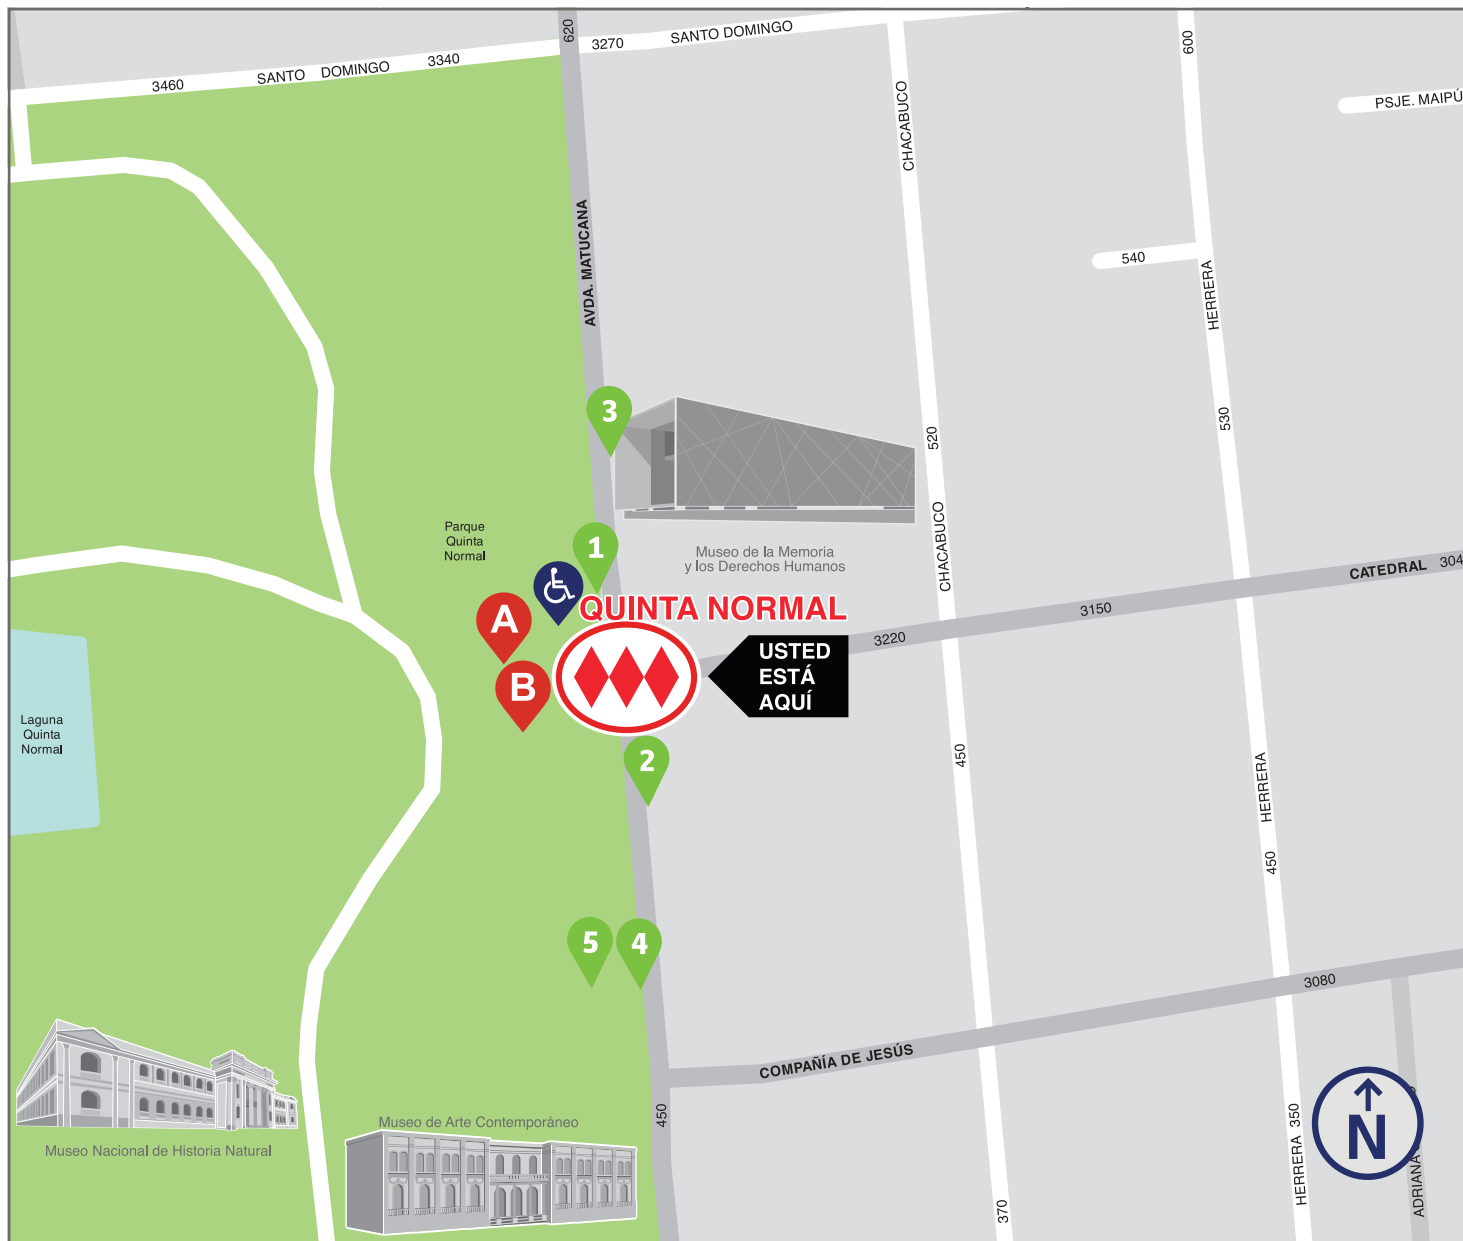 620
3270
SANTO DOMINGO
3340
SANTO DOMINGO
3460
CHACABUCO
600
PSJE. MAIPÚ
AVDA. MATUCANA
540
HERRERA
3
530
520
Parque
Quinta
Normal
1
Museo de la Memoria
y los Derechos Humanos
CHACABUCO
CATEDRAL
3150
3220
A
QUINTA NORMAL
B
USTED
ESTÁ
AQUÍ
Laguna
Quinta
Normal
2
450
HERRERA
450
5
4
3080
COMPAÑÍA DE JESÚS
450
Museo de Arte Contemporáneo
Museo Nacional de Historia Natural
HERRERA 350
N
ADRIANA
370